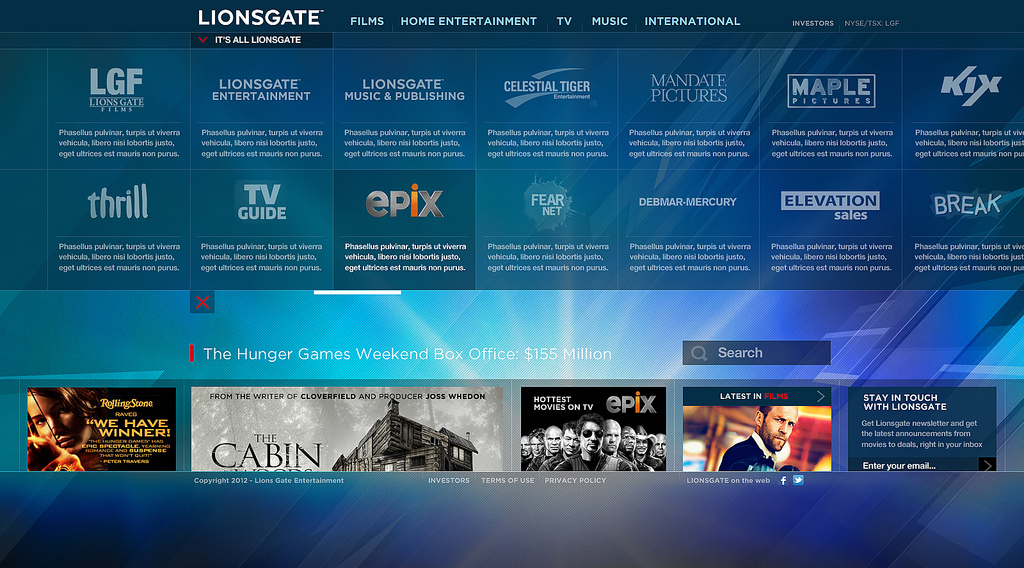 LIONSGATE™
FILMS
HOME ENTERTAINMENT
TV
MUSIC
INTERNATIONAL
INVESTORS
NYSE/TSX: LGF
IT'S ALL LIONSGATE
LGF
LIONS GATE
FILMS
Phasellus pulvinar, turpis ut viverra
vehicula, libero nisi lobortis justo,
eget ultrices est mauris non purus.
LIONSGATE™
ENTERTAINMENT
Phasellus pulvinar, turpis ut viverra
vehicula, libero nisi lobortis justo,
eget ultrices est mauris non purus.
LIONSGATE™
MUSIC & PUBLISHING
Phasellus pulvinar, turpis ut viverra
vehicula, libero nisi lobortis justo,
eget ultrices est mauris non purus.
CELESTIAL TIGER
Entertainment
Phasellus pulvinar, turpis ut viverra
vehicula, libero nisi lobortis justo,
eget ultrices est mauris non purus.
MANDATE
PICTURES
Phasellus pulvinar, turpis ut viverra
vehicula, libero nisi lobortis justo,
eget ultrices est mauris non purus.
MAPLE
PICTURES
Phasellus pulvinar, turpis ut viverra
vehicula, libero nisi lobortis justo,
eget ultrices est mauris non purus.
KIX
Phasellus pulvinar, turpis ut
vehicula, libero nisi lobortis
eget ultrices est mauris non
thrill
Phasellus pulvinar, turpis ut viverra
vehicula, libero nisi lobortis justo,
eget ultrices est mauris non purus.
TV
GUIDE
Phasellus pulvinar, turpis ut viverra
vehicula, libero nisi lobortis justo,
eget ultrices est mauris non purus.
epix
Phasellus pulvinar, turpis ut viverra
vehicula, libero nisi lobortis justo,
eget ultrices est mauris non purus.
FEAR
NET
Phasellus pulvinar, turpis ut viverra
vehicula, libero nisi lobortis justo,
eget ultrices est mauris non purus.
DEBMAR-MERCURY
Phasellus pulvinar, turpis ut viverra
vehicula, libero nisi lobortis justo,
eget ultrices est mauris non purus.
ELEVATION
sales
Phasellus pulvinar, turpis ut viverra
vehicula, libero nisi lobortis justo,
eget ultrices est mauris non purus.
BREAK
Phasellus pulvinar, turpis ut
vehicula, libero nisi lobortis
eget ultrices est mauris non
The Hunger Games Weekend Box Office: $155 Million
Search
RollingStone
RAVES
"WE HAVE A
WINNER!
"THE HUNGER GAMES" HAS
EPIC SPECTACLE, YEARNING
ROMANCE AND SUSPENSE
THAT WON'T QUIT!"
- PETER TRAVERS
FROM THE WRITER OF CLOVERFIELD AND PRODUCER JOSS WHEDON
THE
CABIN
HOTTEST
MOVIES ON TV
epix
LATEST IN FILMS
STAY IN TOUCH
WITH LIONSGATE
Get Lionsgate newsletter and get
the latest announcements from
movies to deals, right in your inbox
Enter your email...
Copyright 2012 - Lions Gate Entertainment
INVESTORS
TERMS OF USE
PRIVACY POLICY
LIONSGATE on the web